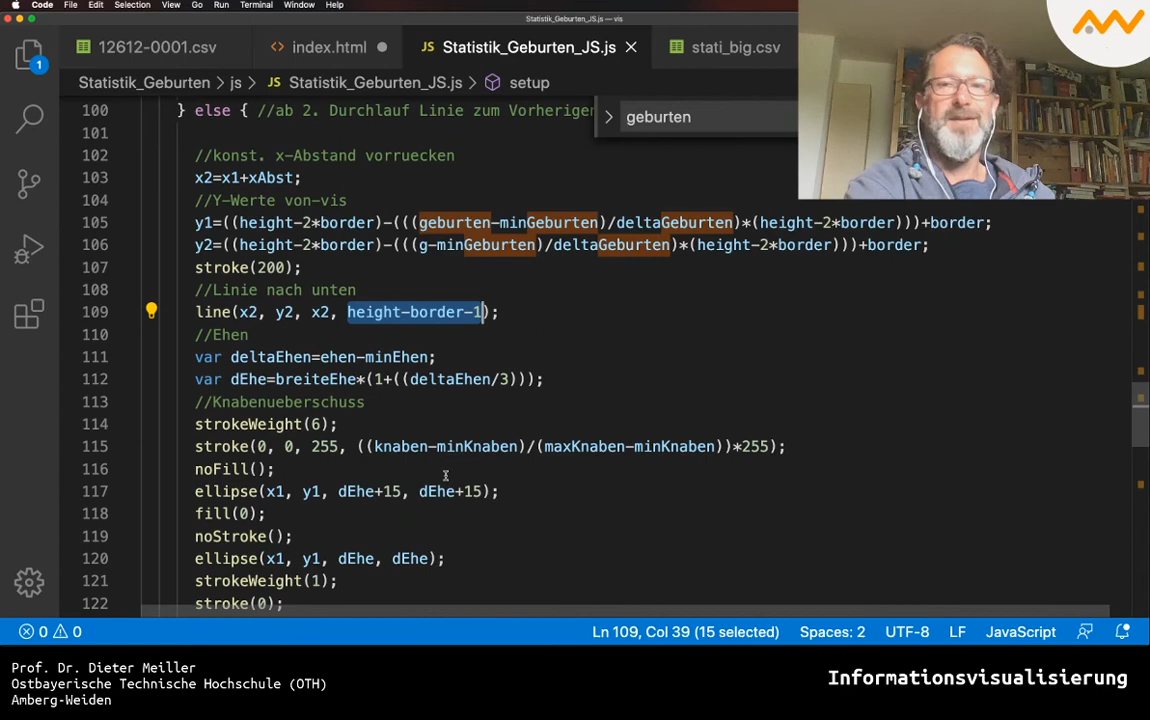 Code File Edit Selection View Go Run Terminal Window Help
Statistik_Geburten_JS.js — vis
12612-0001.csv
index.html
JS Statistik_Geburten_JS.js
stati_big.csv
Statistik_Geburten > js > JS Statistik_Geburten_JS.js > setup
geburten
100 } else { //ab 2. Durchlauf Linie zum Vorherigen
101
102 //konst. x-Abstand vorruecken
103 x2=x1+xAbst;
104 //Y-Werte von-vis
105 y1=((height-2*border)-(((geburten-minGeburten)/deltaGeburten)*(height-2*border)))+border;
106 y2=((height-2*border)-(((g-minGeburten)/deltaGeburten)*(height-2*border)))+border;
107 stroke(200);
108 //Linie nach unten
109 line(x2, y2, x2, height-border-1);
110 //Ehen
111 var deltaEhen=ehen-minEhen;
112 var dEhe=breiteEhe*(1+((deltaEhen/3)));
113 //Knabenueberschuss
114 strokeWeight(6);
115 stroke(0, 0, 255, ((knaben-minKnaben)/(maxKnaben-minKnaben))*255);
116 noFill();
117 ellipse(x1, y1, dEhe+15, dEhe+15);
118 fill(0);
119 noStroke();
120 ellipse(x1, y1, dEhe, dEhe);
121 strokeWeight(1);
122 stroke(0);
1
0 0 Ln 109, Col 39 (15 selected) Spaces: 2 UTF-8 LF JavaScript
Prof. Dr. Dieter Meiller
Ostbayerische Technische Hochschule (OTH)
Amberg-Weiden
Informationsvisualisierung